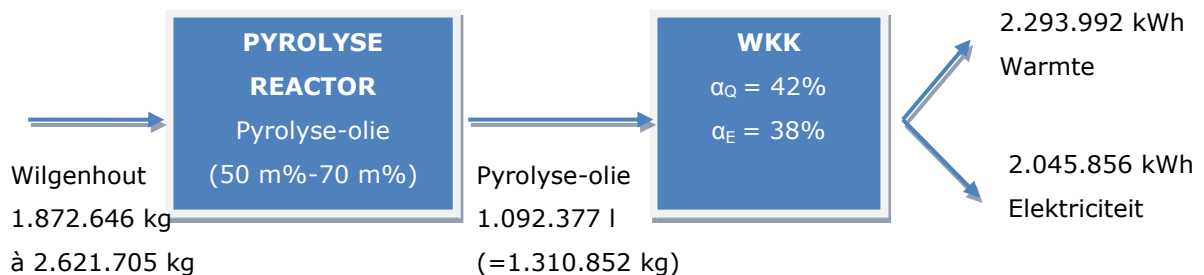 PYROLYSE
REACTOR
Pyrolyse-olie
(50 m%-70 m%)
WKK
αQ = 42%
αE = 38%
2.293.992 kWh
Warmte
Wilgenhout
1.872.646 kg
à 2.621.705 kg
Pyrolyse-olie
1.092.377 l
(=1.310.852 kg)
2.045.856 kWh
Elektriciteit